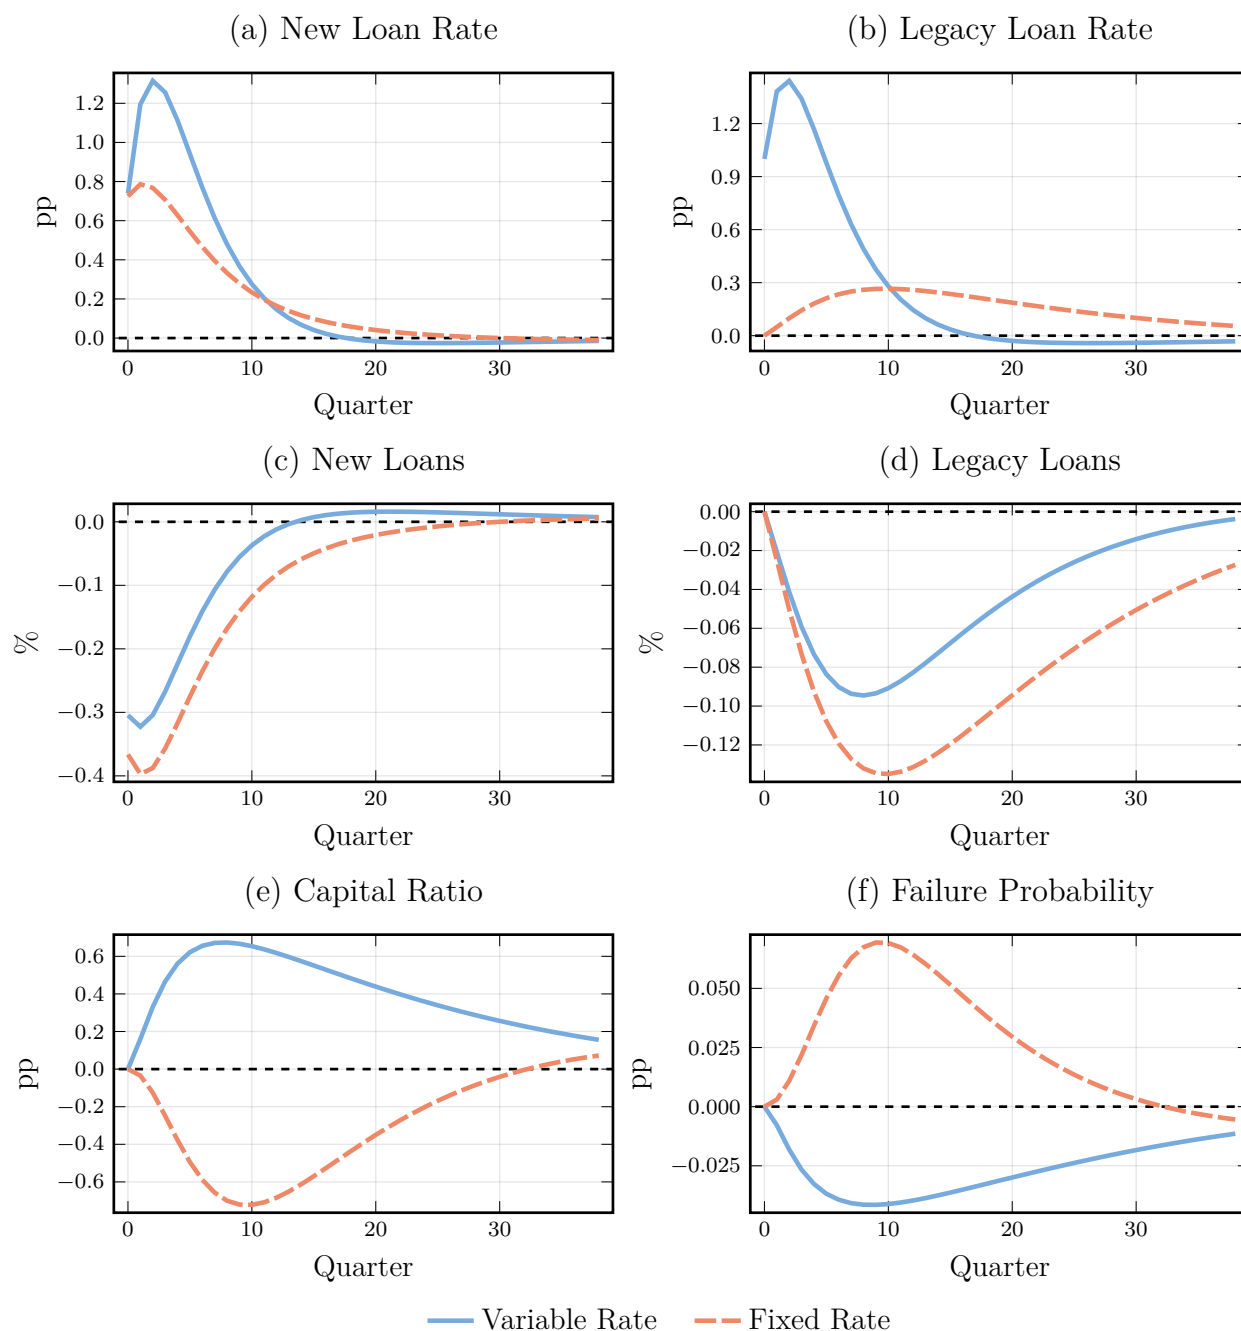 (a) New Loan Rate
(b) Legacy Loan Rate
1.2
1.0
0.8
0.6
0.4
0.2
0.0
pp
0 10 20 30
Quarter
1.2
0.9
0.6
0.3
0.0
pp
0 10 20 30
Quarter
(c) New Loans
(d) Legacy Loans
0.0
−0.1
−0.2
−0.3
−0.4
%
0 10 20 30
Quarter
0.00
−0.02
−0.04
−0.06
−0.08
−0.10
−0.12
%
0 10 20 30
Quarter
(e) Capital Ratio
(f) Failure Probability
0.6
0.4
0.2
0.0
−0.2
−0.4
−0.6
pp
0 10 20 30
Quarter
0.050
0.025
0.000
−0.025
pp
0 10 20 30
Quarter
Variable Rate Fixed Rate